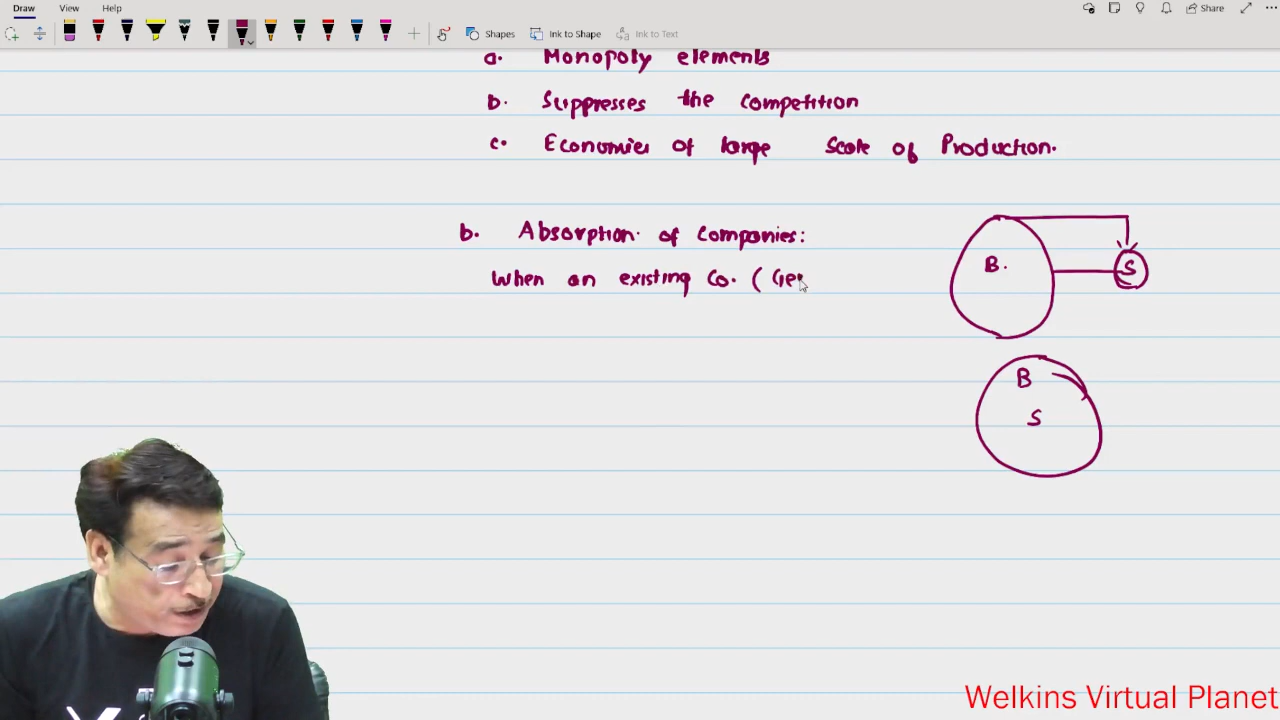 Draw View Help Share
Shapes Ink to Shape Ink to Text
a. Monopoly elements
b. Suppresses the competition
c. Economies of large Scale of Production.
b. Absorption of Companies:
When an existing Co. ( Gen
B. S
B
S
Welkins Virtual Planet